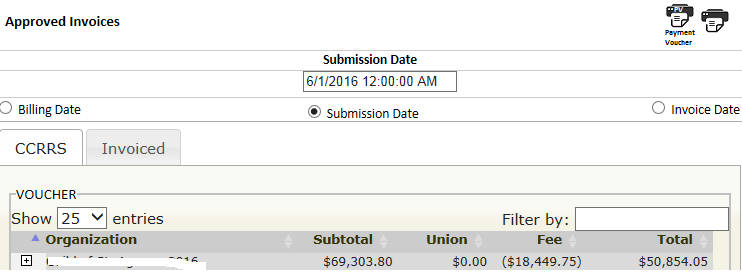 Approved Invoices
PV
Payment
Voucher
Submission Date
6/1/2016 12:00:00 AM
Billing Date Submission Date Invoice Date
CCRRS Invoiced
VOUCHER
Show 25 entries Filter by:
Organization Subtotal Union Fee Total
2016 $69,303.80 $0.00 ($18,449.75) $50,854.05